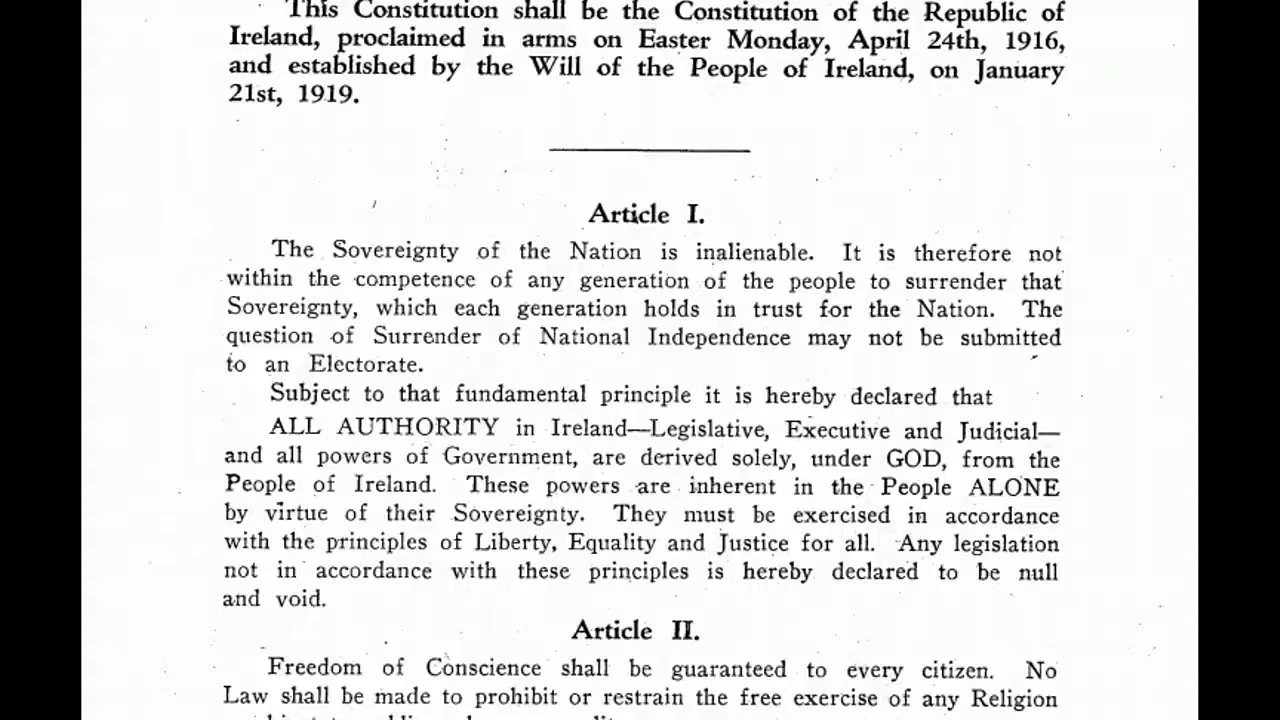 This Constitution shall be the Constitution of the Republic of
Ireland, proclaimed in arms on Easter Monday, April 24th, 1916,
and established by the Will of the People of Ireland, on January
21st, 1919.
Article I.
The Sovereignty of the Nation is inalienable. It is therefore not
within the competence of any generation of the people to surrender that
Sovereignty, which each generation holds in trust for the Nation. The
question of Surrender of National Independence may not be submitted
to an Electorate.
Subject to that fundamental principle it is hereby declared that
ALL AUTHORITY in Ireland—Legislative, Executive and Judicial—
and all powers of Government, are derived solely, under GOD, from the
People of Ireland. These powers are inherent in the People ALONE
by virtue of their Sovereignty. They must be exercised in accordance
with the principles of Liberty, Equality and Justice for all. Any legislation
not in accordance with these principles is hereby declared to be null
and void.
Article II.
Freedom of Conscience shall be guaranteed to every citizen. No
Law shall be made to prohibit or restrain the free exercise of any Religion